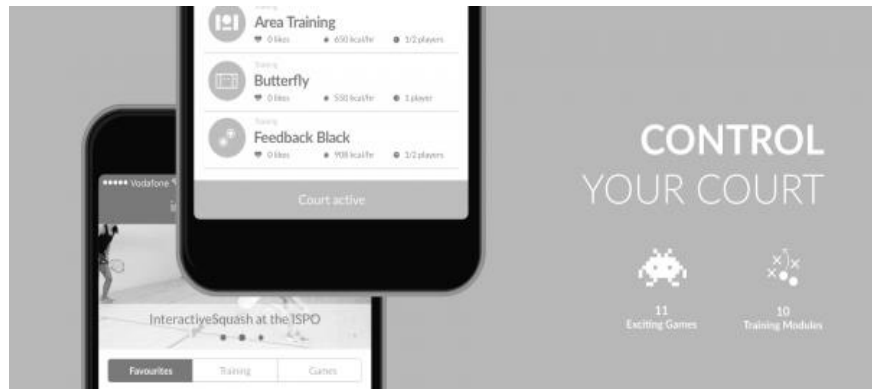 Training
Area Training
0 likes 650 kcal/hr 1/2 players
Training
Butterfly
0 likes 550 kcal/hr 1 player
Training
Feedback Black
0 likes 908 kcal/hr 1/2 players
Court active
Vodafone
InteractiveSquash at the ISPO
Favourites Training Games
CONTROL
YOUR COURT
11
Exciting Games
10
Training Modules